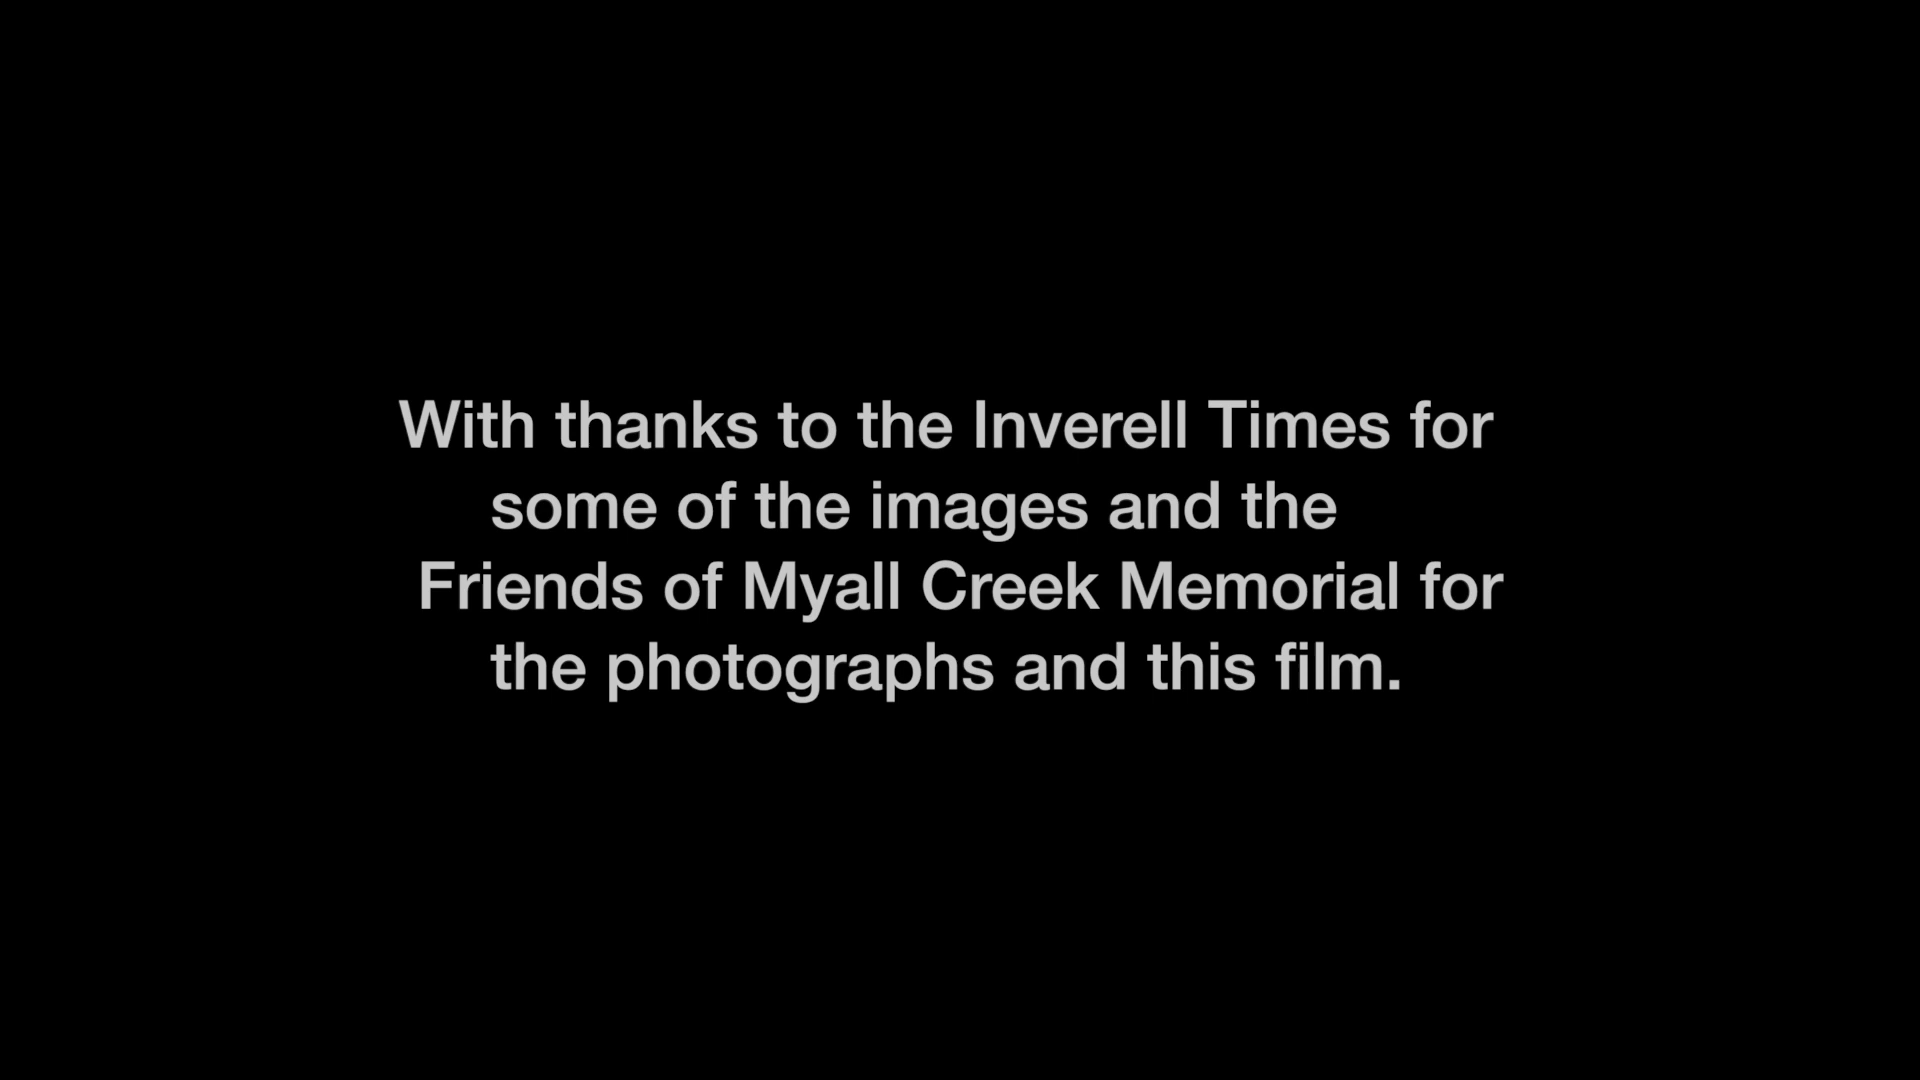 With thanks to the Inverell Times for
some of the images and the
Friends of Myall Creek Memorial for
the photographs and this film.